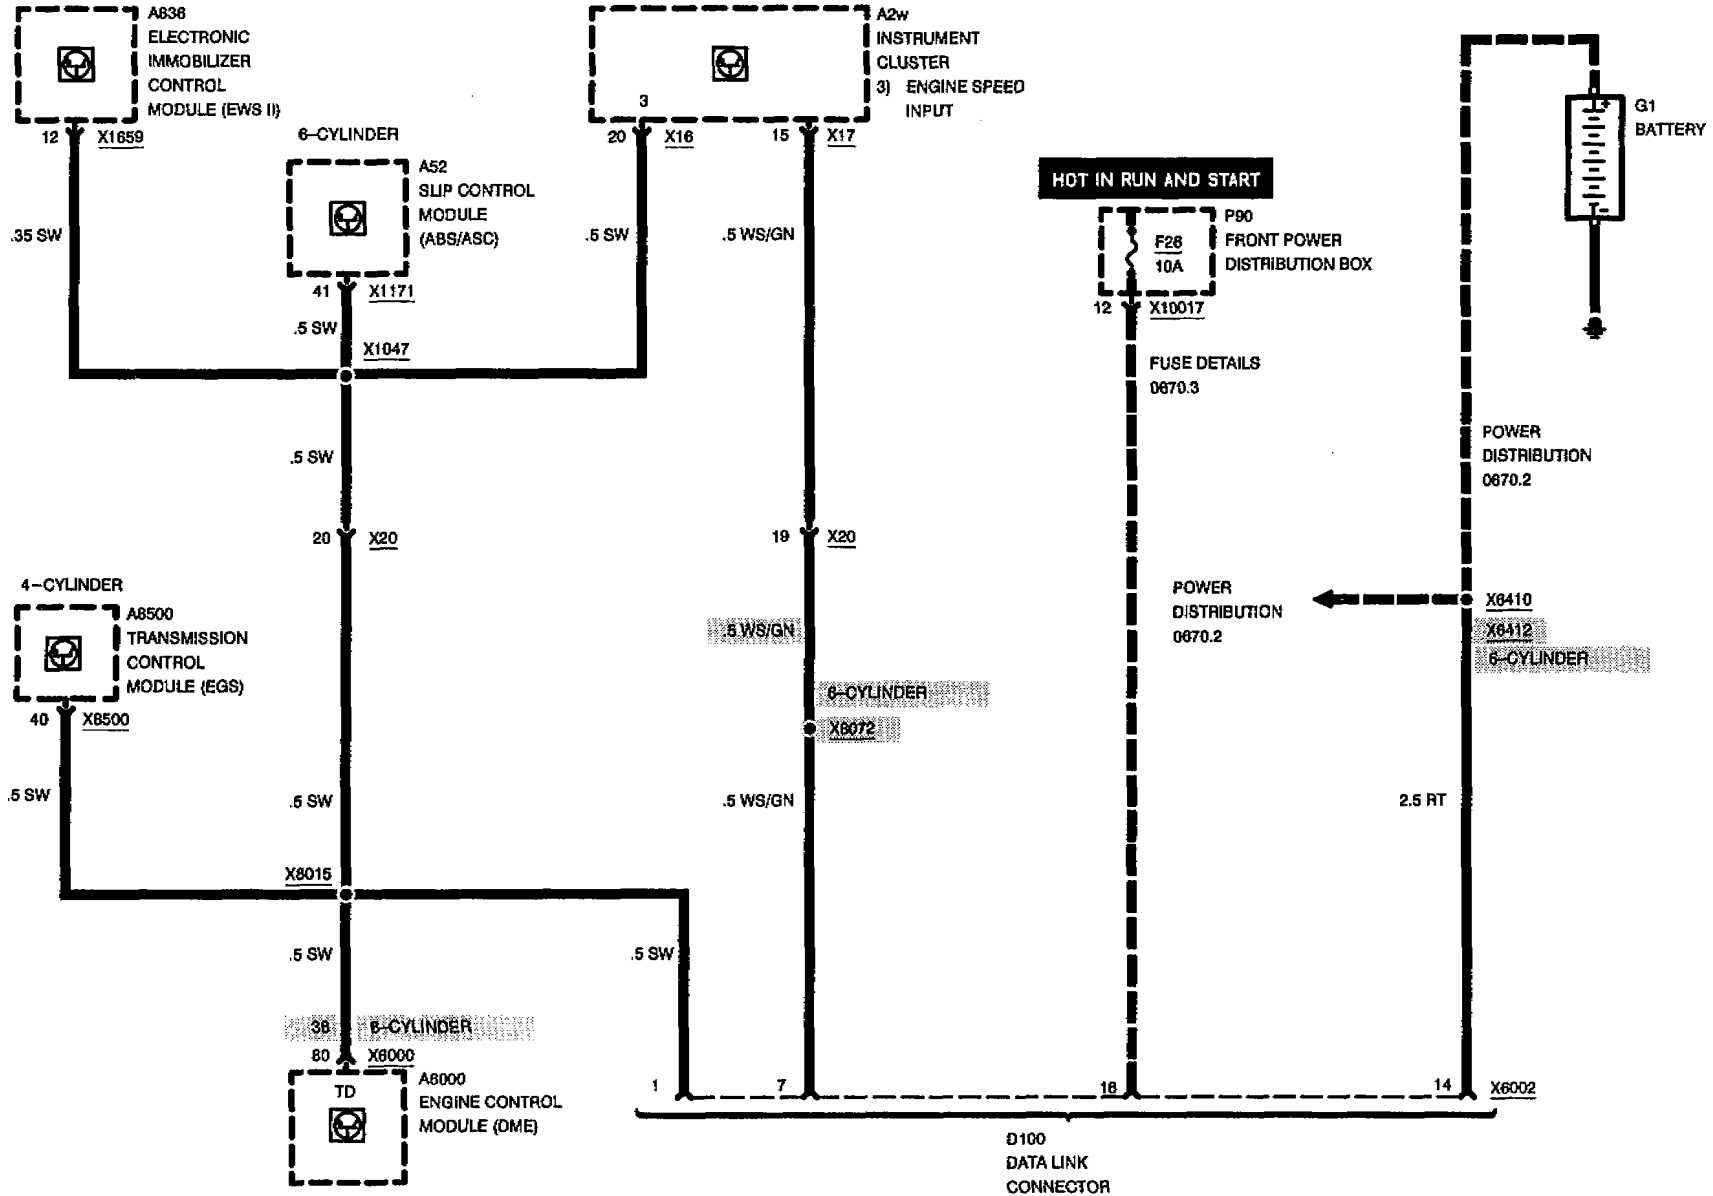 A836
ELECTRONIC
IMMOBILIZER
CONTROL
MODULE (EWS II)
12 X1659
6-CYLINDER
A52
SLIP CONTROL
MODULE
(ABS/ASC)
41 X1171
.35 SW
.5 SW
X1047
A2w
INSTRUMENT
CLUSTER
3) ENGINE SPEED
INPUT
3
20 X16
15 X17
.5 SW
.5 WS/GN
HOT IN RUN AND START
P90
FRONT POWER
DISTRIBUTION BOX
F28
10A
12 X10017
FUSE DETAILS
0670.3
G1
BATTERY
+
-
.5 SW
20 X20
19 X20
POWER
DISTRIBUTION
0670.2
4-CYLINDER
A8500
TRANSMISSION
CONTROL
MODULE (EGS)
40 X8500
.5 WS/GN
6-CYLINDER
X8072
POWER
DISTRIBUTION
0670.2
X6410
X6412
6-CYLINDER
.5 SW
.5 SW
.5 WS/GN
2.5 RT
X8015
.5 SW
.5 SW
38 6-CYLINDER
80 X6000
TD
A6000
ENGINE CONTROL
MODULE (DME)
1
7
16
14
X6002
D100
DATA LINK
CONNECTOR